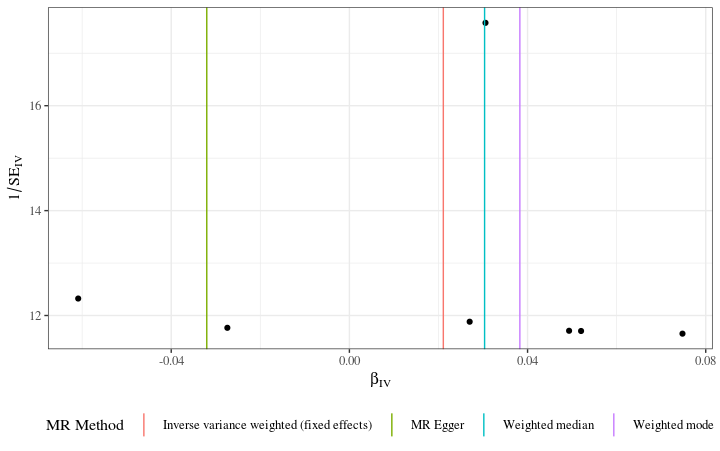 16
14
12
1/SE_IV
-0.04 0.00 0.04 0.08
β_IV
MR Method Inverse variance weighted (fixed effects) MR Egger Weighted median Weighted mode